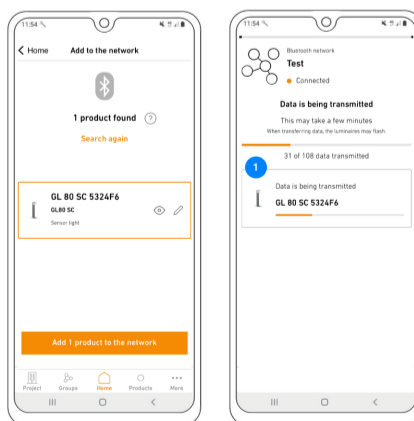 11:54
Home
Add to the network
1 product found ?
Search again
GL 80 SC 5324F6
GL80 SC
Sensor light
Add 1 product to the network
Project Groups Home Products More
11:54
Bluetooth network
Test
Connected
Data is being transmitted
This may take a few minutes
When transferring data, the luminaires may flash.
31 of 108 data transmitted
1
Data is being transmitted
GL 80 SC 5324F6